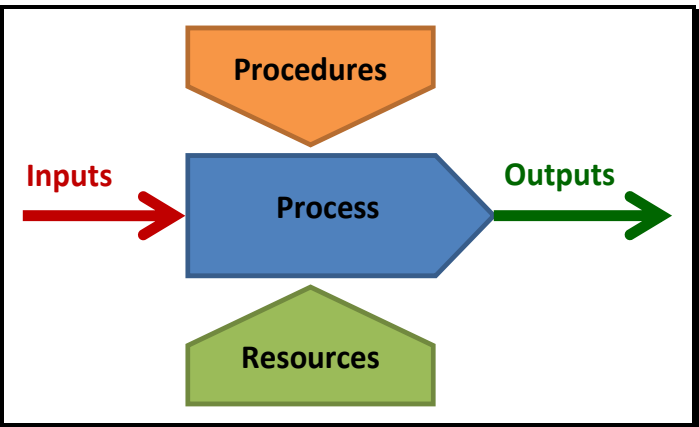 Procedures
Inputs
Process
Outputs
Resources